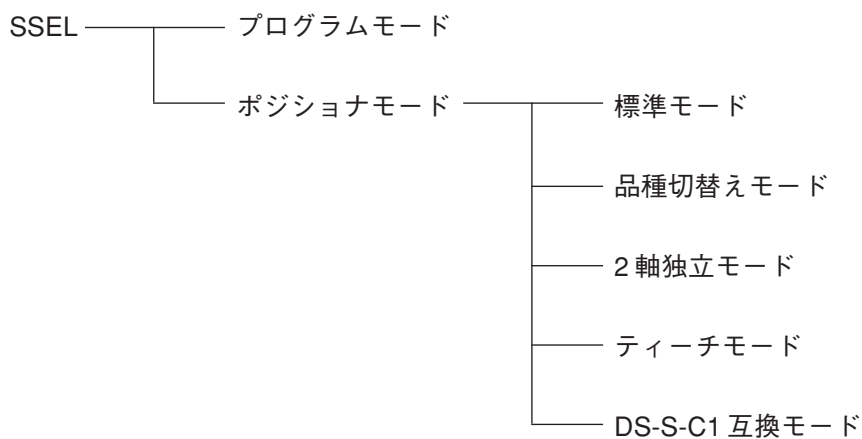 SSEL プログラムモード
ポジショナモード 標準モード
品種切替えモード
2軸独立モード
ティーチモード
DS-S-C1互換モード